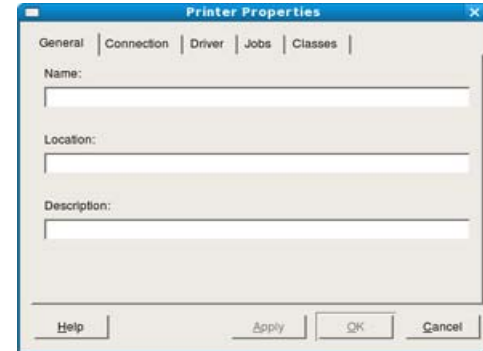 Printer Properties
General Connection Driver Jobs Classes
Name:
Location:
Description:
Help Apply OK Cancel